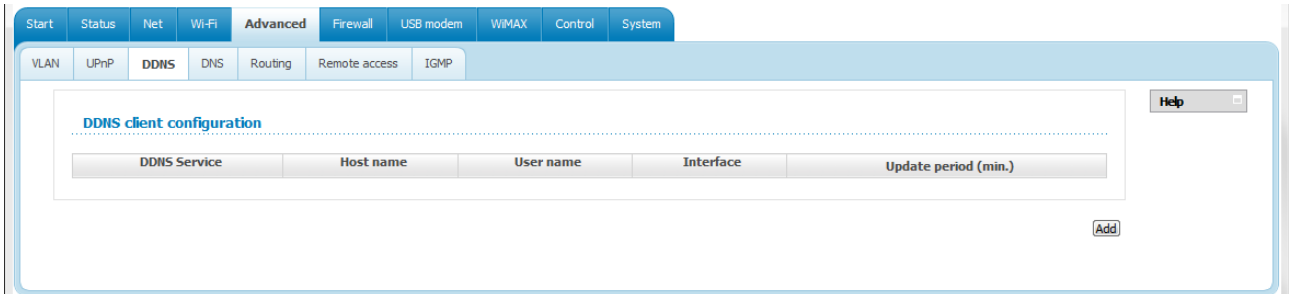 Start Status Net Wi-Fi Advanced Firewall USB modem WiMAX Control System
VLAN UPnP DDNS DNS Routing Remote access IGMP
Help
DDNS client configuration
DDNS Service Host name User name Interface Update period (min.)
Add